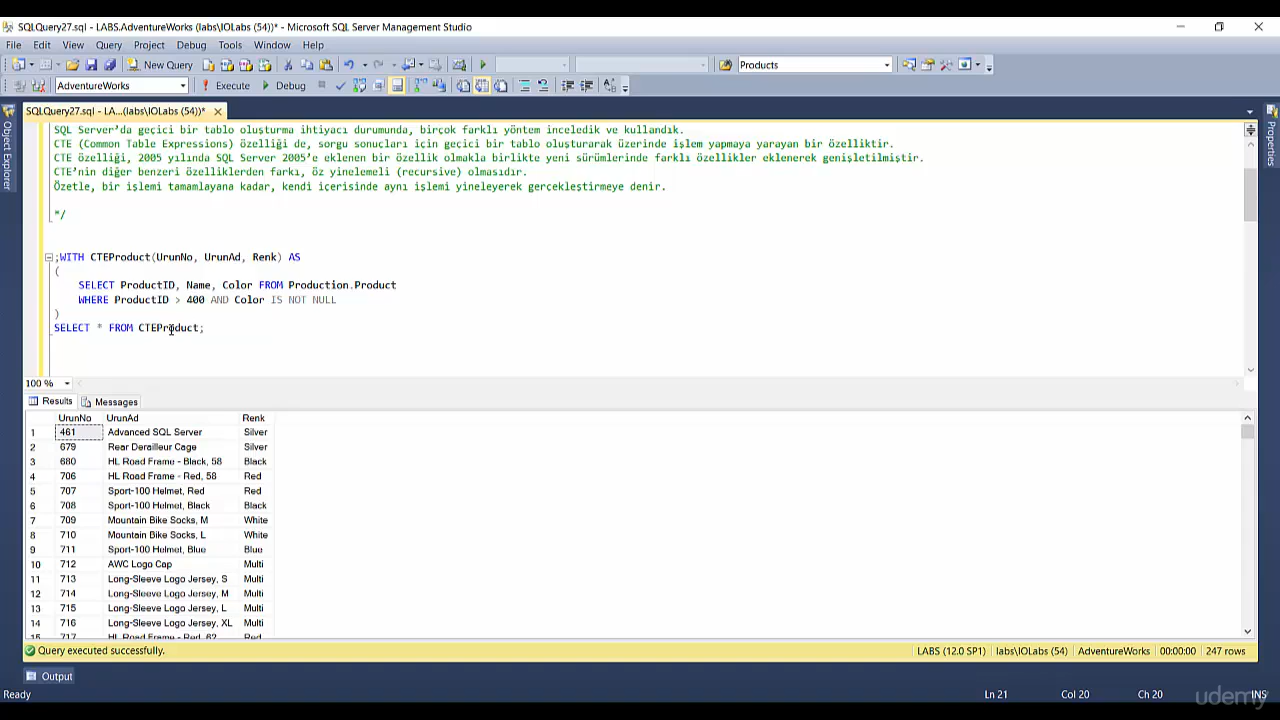 SQLQuery27.sql - LABS.AdventureWorks (labs\IOLabs (54))* - Microsoft SQL Server Management Studio
File Edit View Query Project Debug Tools Window Help
New Query Products
AdventureWorks Execute Debug
SQLQuery27.sql - LA...(labs\IOLabs (54))*
Object Explorer
Properties
SQL Server’da geçici bir tablo oluşturma ihtiyacı durumunda, birçok farklı yöntem inceledik ve kullandık.
CTE (Common Table Expressions) özelliği de, sorgu sonuçları için geçici bir tablo oluşturarak üzerinde işlem yapmaya yarayan bir özelliktir.
CTE özelliği, 2005 yılında SQL Server 2005’e eklenen bir özellik olmakla birlikte yeni sürümlerinde farklı özellikler eklenerek genişletilmiştir.
CTE’nin diğer benzeri özelliklerden farkı, öz yinelemeli (recursive) olmasıdır.
Özetle, bir işlemi tamamlayana kadar, kendi içerisinde aynı işlemi yineleyerek gerçekleştirmeye denir.
*/
;WITH CTEProduct(UrunNo, UrunAd, Renk) AS
(
SELECT ProductID, Name, Color FROM Production.Product
WHERE ProductID > 400 AND Color IS NOT NULL
)
SELECT * FROM CTEProduct;
100 %
Results Messages
UrunNo UrunAd Renk
1 461 Advanced SQL Server Silver
2 679 Rear Derailleur Cage Silver
3 680 HL Road Frame - Black, 58 Black
4 706 HL Road Frame - Red, 58 Red
5 707 Sport-100 Helmet, Red Red
6 708 Sport-100 Helmet, Black Black
7 709 Mountain Bike Socks, M White
8 710 Mountain Bike Socks, L White
9 711 Sport-100 Helmet, Blue Blue
10 712 AWC Logo Cap Multi
11 713 Long-Sleeve Logo Jersey, S Multi
12 714 Long-Sleeve Logo Jersey, M Multi
13 715 Long-Sleeve Logo Jersey, L Multi
14 716 Long-Sleeve Logo Jersey, XL Multi
15 717 HL Road Frame - Red, 62 Red
Query executed successfully. LABS (12.0 SP1) labs\IOLabs (54) AdventureWorks 00:00:00 247 rows
Output
Ready Ln 21 Col 20 Ch 20 INS
udemy